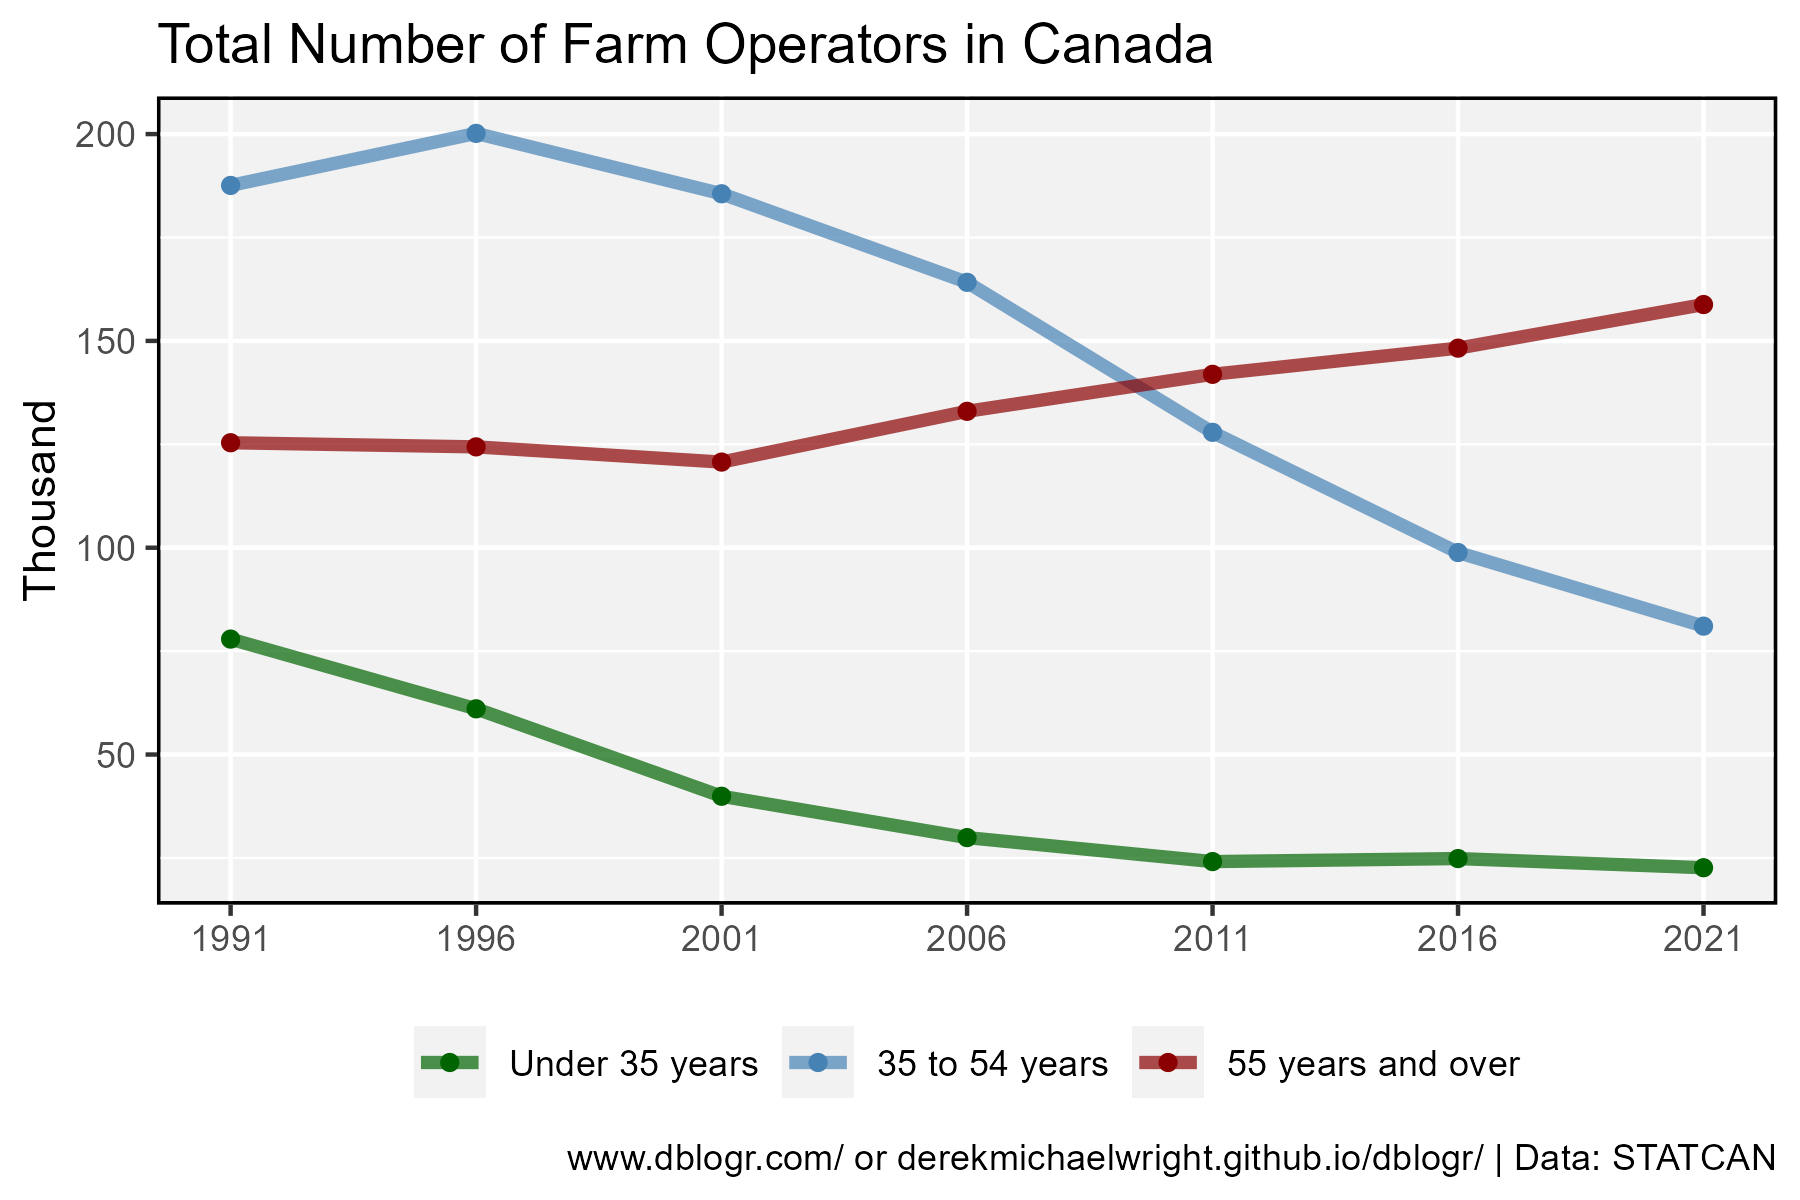 Total Number of Farm Operators in Canada
Thousand
200
150
100
50
1991 1996 2001 2006 2011 2016 2021
Under 35 years 35 to 54 years 55 years and over
www.dblogr.com/ or derekmichaelwright.github.io/dblogr/ | Data: STATCAN